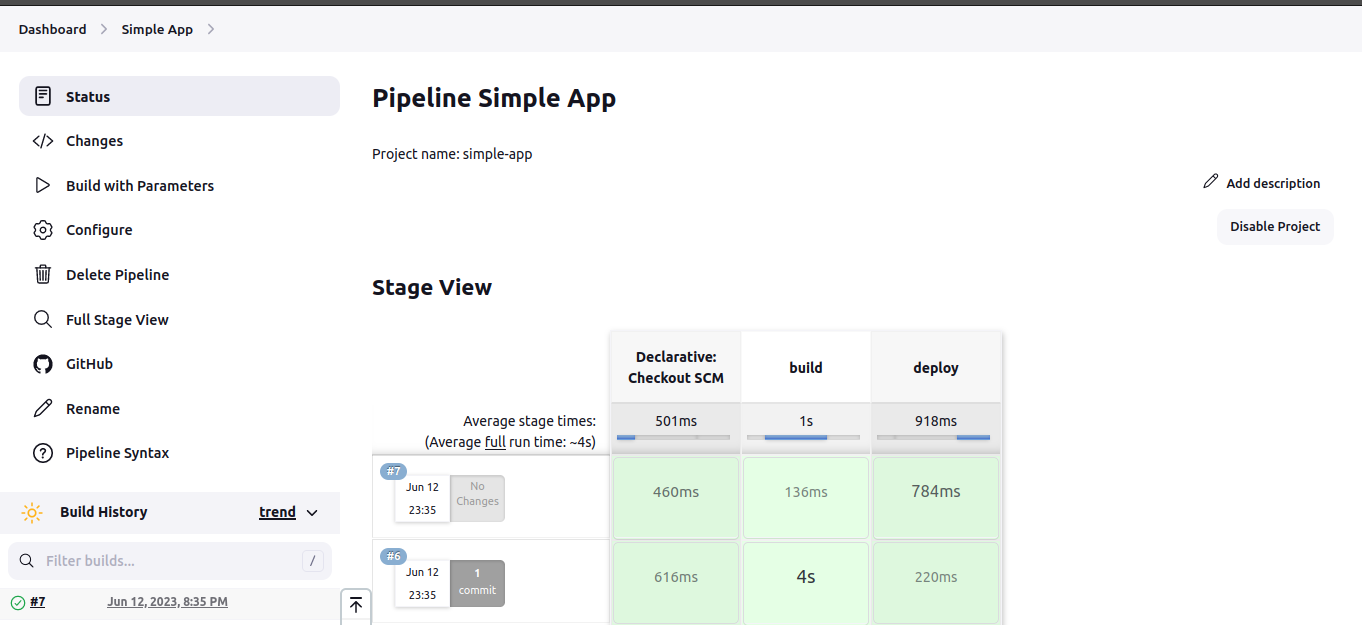 Dashboard
Simple App
Status
Changes
Build with Parameters
Configure
Delete Pipeline
Full Stage View
GitHub
Rename
Pipeline Syntax
Build History
trend
Filter builds...
/
#7
Jun 12, 2023, 8:35 PM
Pipeline Simple App
Project name: simple-app
Add description
Disable Project
Stage View
Declarative:
Checkout SCM
build
deploy
Average stage times:
(Average full run time: ~4s)
501ms
1s
918ms
#7
Jun 12
23:35
No
Changes
460ms
136ms
784ms
#6
Jun 12
23:35
1
commit
616ms
4s
220ms